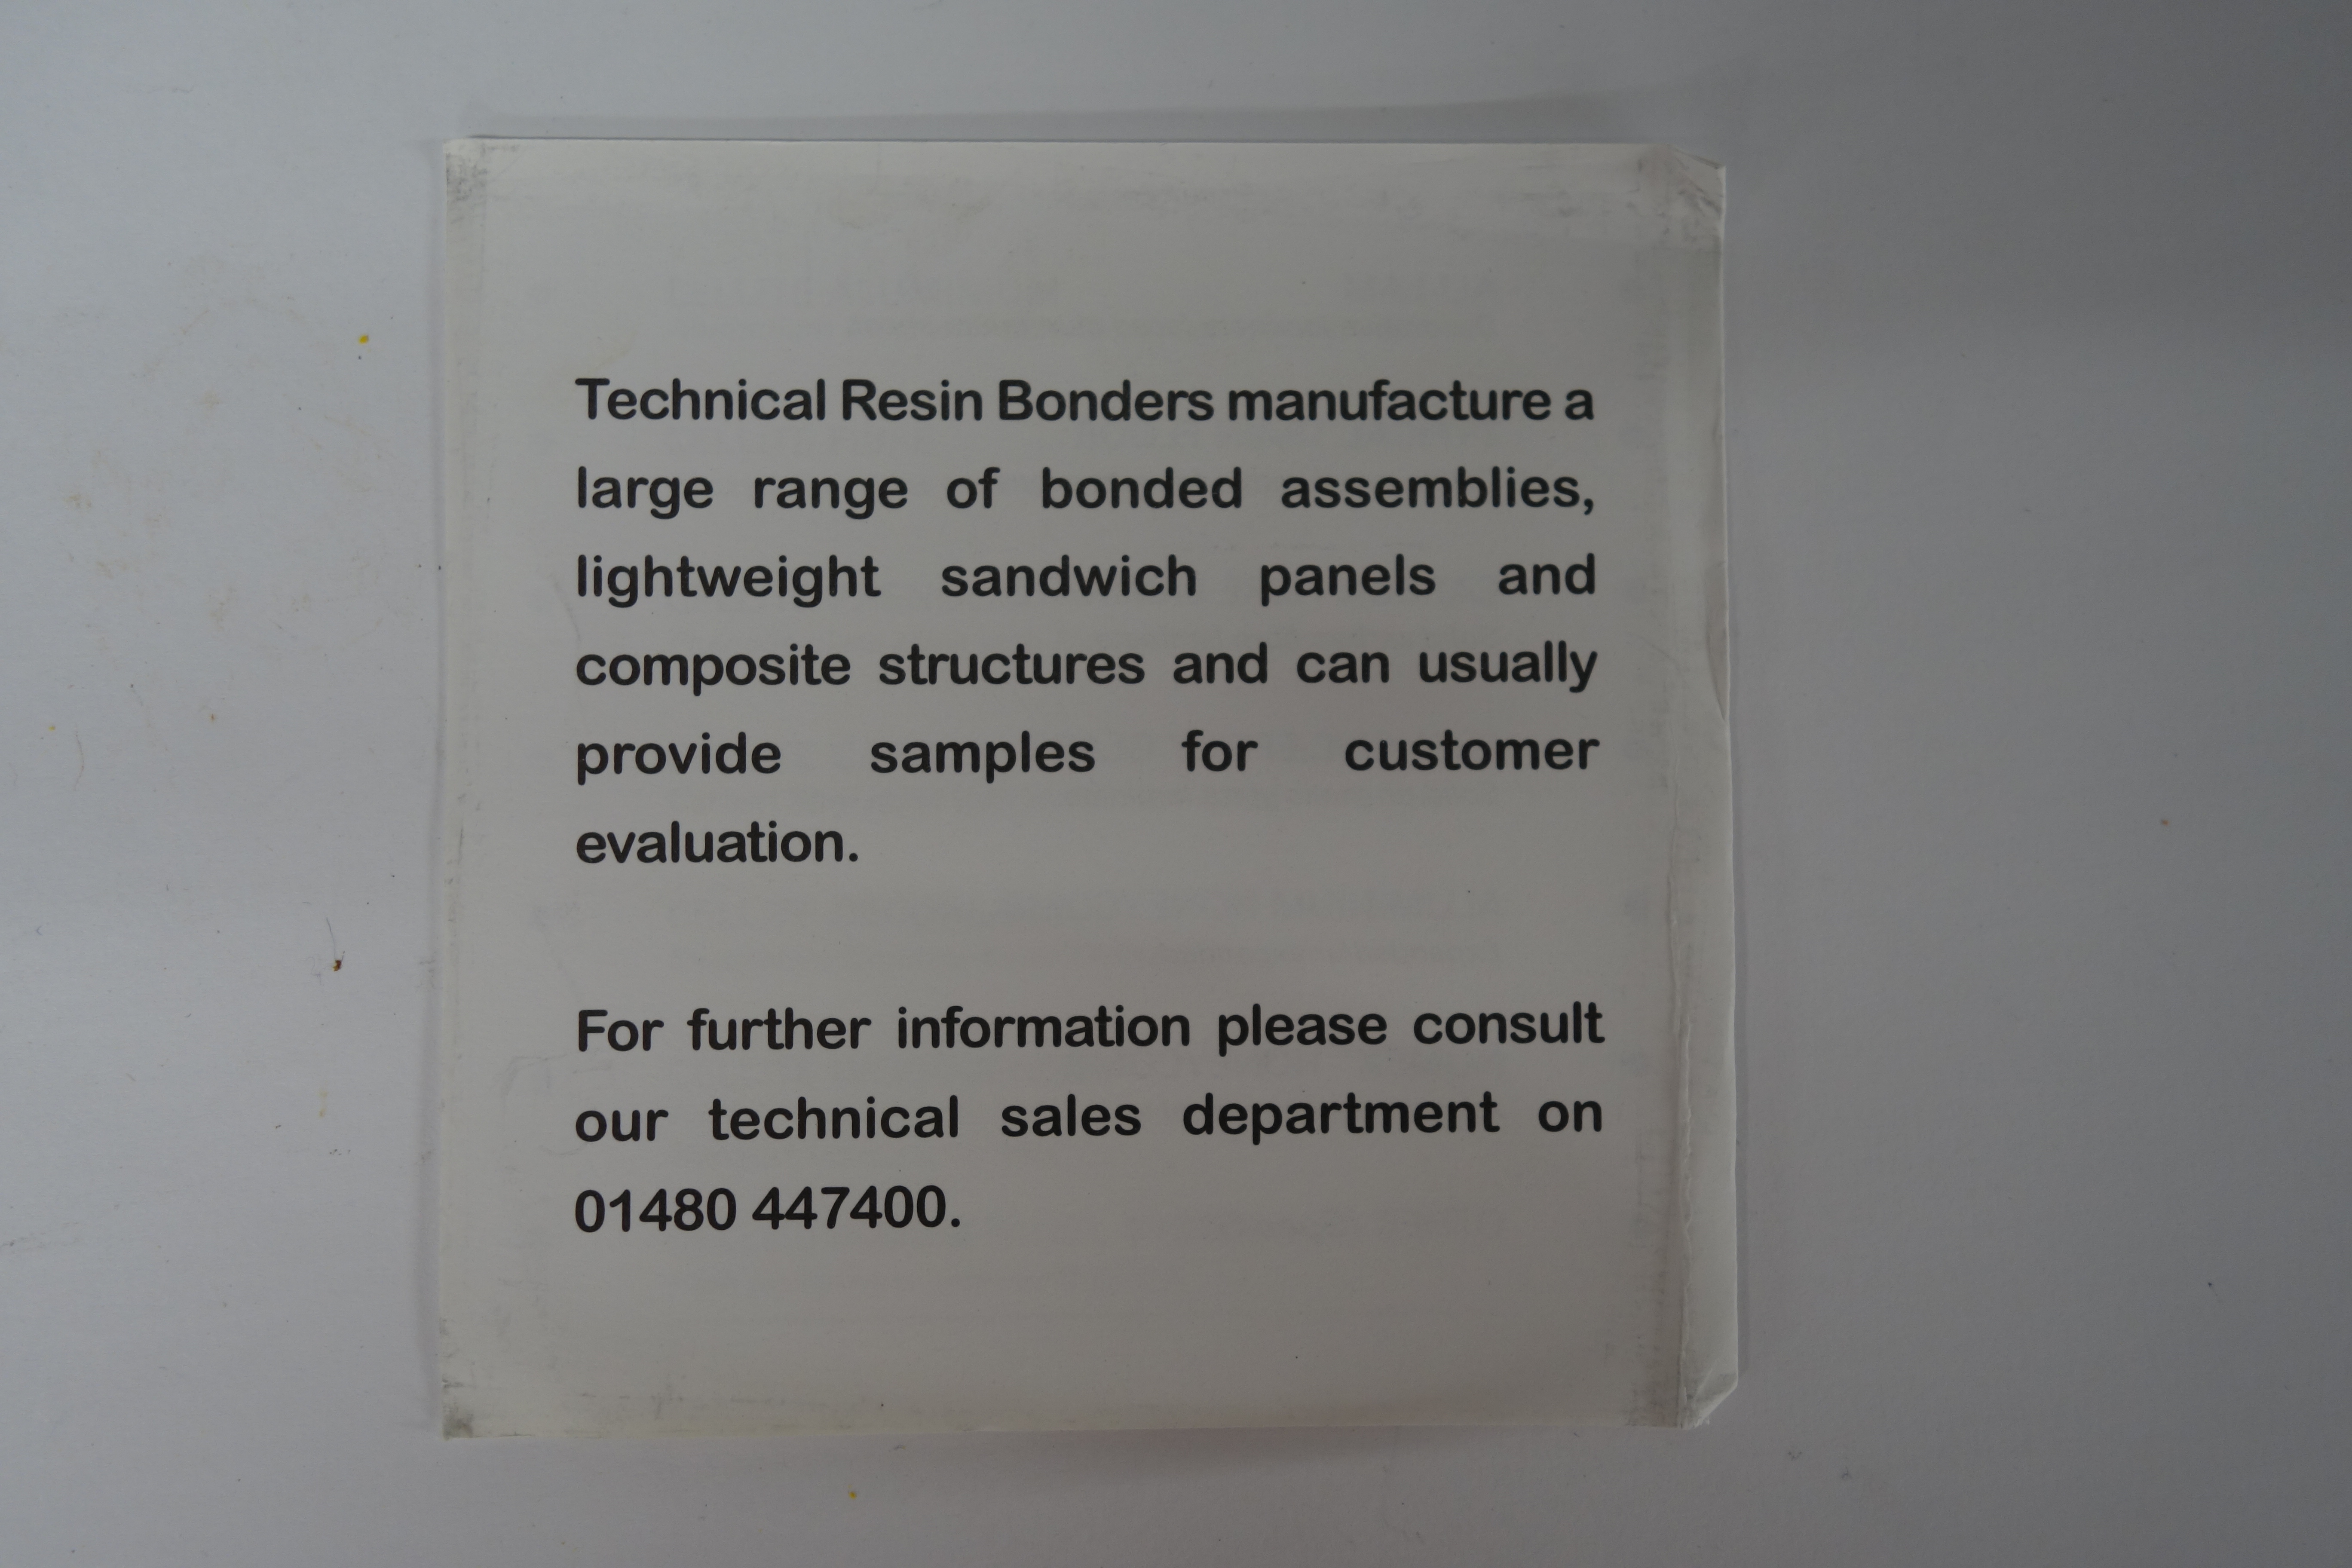 Technical Resin Bonders manufacture a
large range of bonded assemblies,
lightweight sandwich panels and
composite structures and can usually
provide samples for customer
evaluation.
For further information please consult
our technical sales department on
01480 447400.